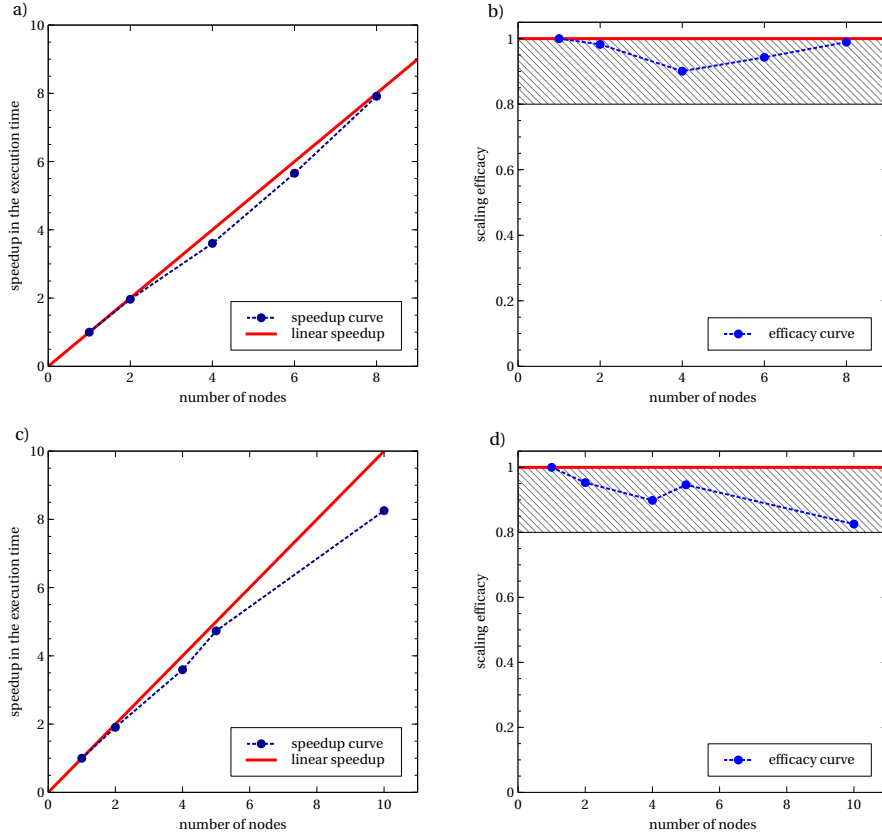 a)
10
8
6
4
2
0
0 2 4 6 8
speedup in the execution time
number of nodes
speedup curve
linear speedup
b)
1
0.8
0.6
0.4
0.2
0
0 2 4 6 8
scaling efficacy
number of nodes
efficacy curve
c)
10
8
6
4
2
0
0 2 4 6 8 10
speedup in the execution time
number of nodes
speedup curve
linear speedup
d)
1
0.8
0.6
0.4
0.2
0
0 2 4 6 8 10
scaling efficacy
number of nodes
efficacy curve